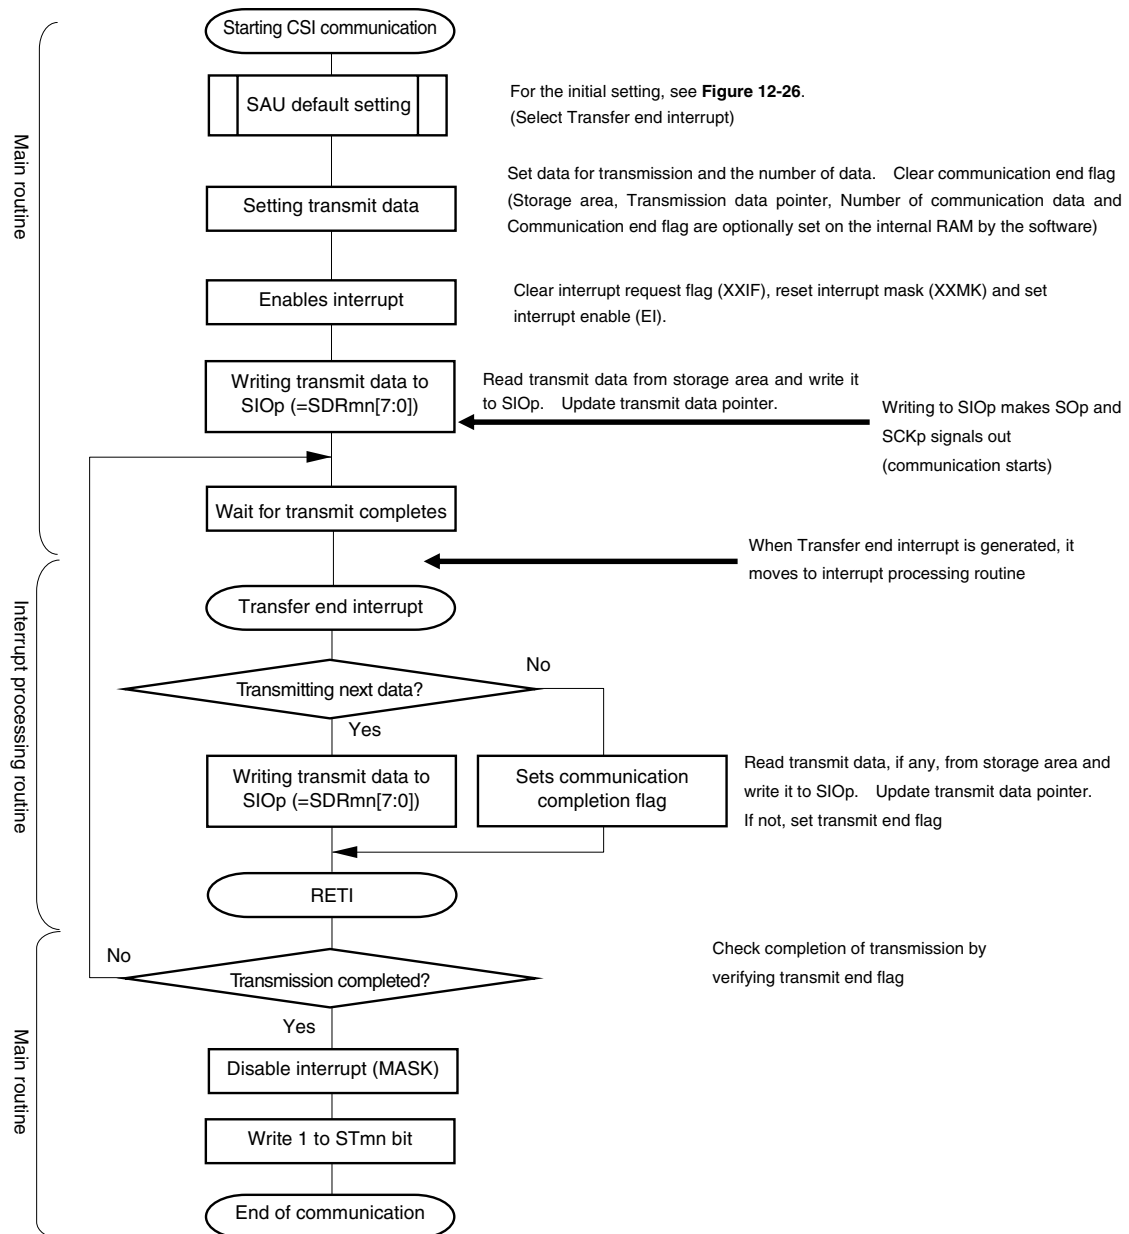 Starting CSI communication
SAU default setting
For the initial setting, see Figure 12-26.
(Select Transfer end interrupt)
Main routine
Setting transmit data
Set data for transmission and the number of data. Clear communication end flag
(Storage area, Transmission data pointer, Number of communication data and
Communication end flag are optionally set on the internal RAM by the software)
Enables interrupt
Clear interrupt request flag (XXIF), reset interrupt mask (XXMK) and set
interrupt enable (EI).
Writing transmit data to
SIOp (=SDRmn[7:0])
Read transmit data from storage area and write it
to SIOp. Update transmit data pointer.
Writing to SIOp makes SOp and
SCKp signals out
(communication starts)
Wait for transmit completes
When Transfer end interrupt is generated, it
moves to interrupt processing routine
Interrupt processing routine
Transfer end interrupt
Transmitting next data?
No
Yes
Writing transmit data to
SIOp (=SDRmn[7:0])
Sets communication
completion flag
Read transmit data, if any, from storage area and
write it to SIOp. Update transmit data pointer.
If not, set transmit end flag
RETI
Main routine
No
Transmission completed?
Check completion of transmission by
verifying transmit end flag
Yes
Disable interrupt (MASK)
Write 1 to STmn bit
End of communication